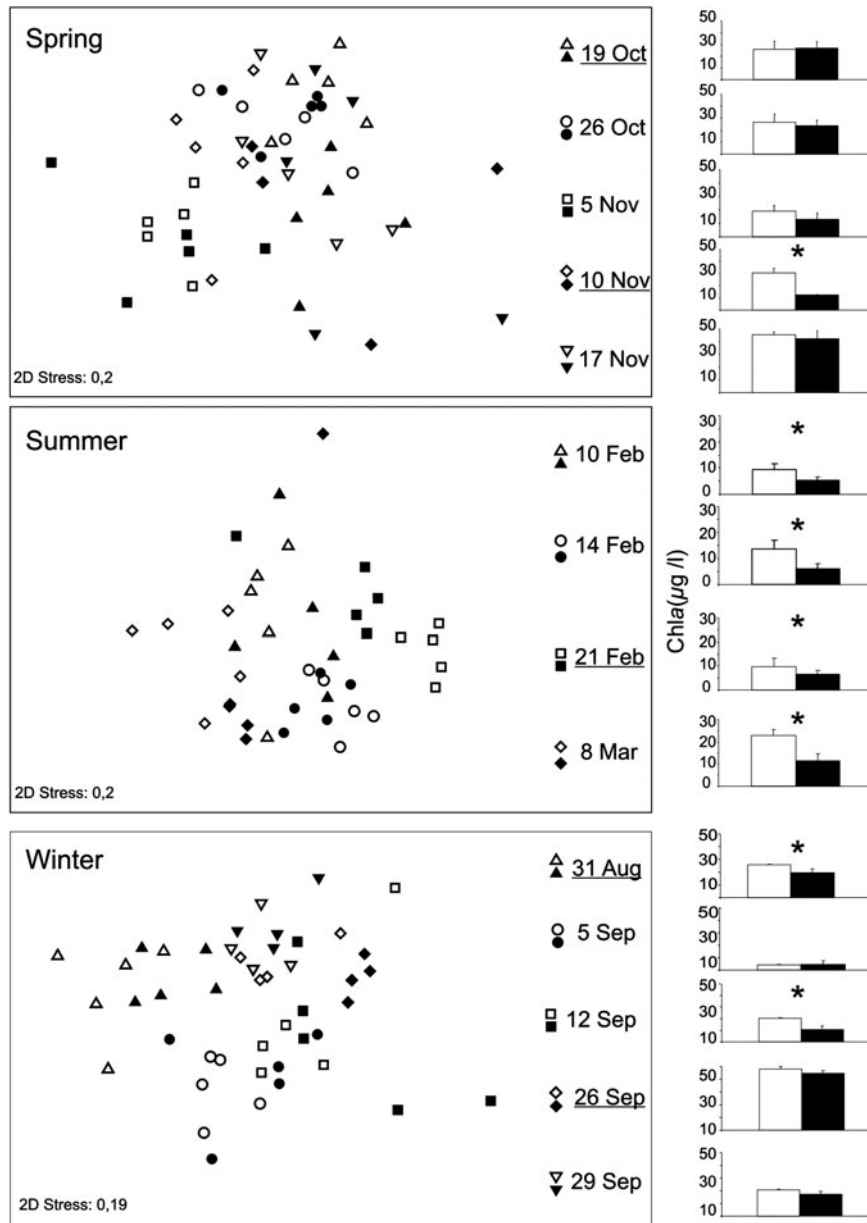 Spring
19 Oct
26 Oct
5 Nov
10 Nov
17 Nov
2D Stress: 0,2
50
30
10
50
30
10
50
30
10
*
50
30
10
50
30
10
Summer
10 Feb
14 Feb
21 Feb
8 Mar
2D Stress: 0,2
Chla(µg /l)
30
20
10
0
*
30
20
10
0
*
30
20
10
0
*
30
20
10
0
*
Winter
31 Aug
5 Sep
12 Sep
26 Sep
29 Sep
2D Stress: 0,19
50
30
10
*
50
30
10
50
30
10
*
50
30
10
50
30
10